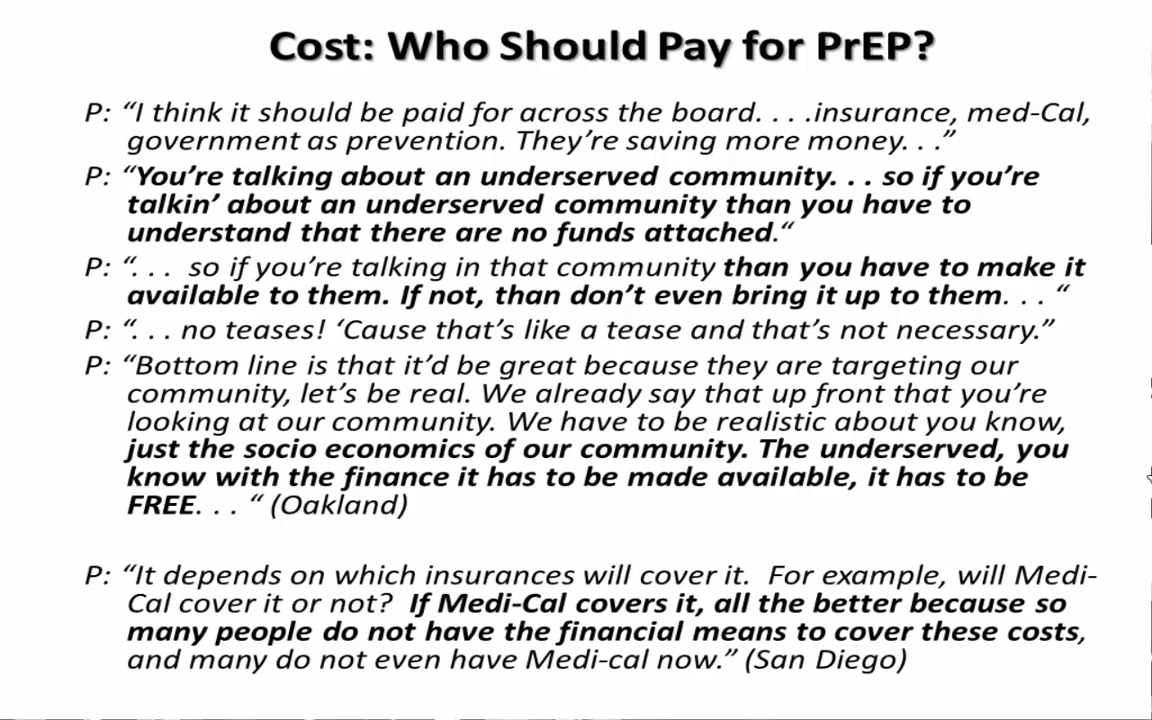 Cost: Who Should Pay for PrEP?
P: “I think it should be paid for across the board. . . .insurance, med-Cal,
government as prevention. They’re saving more money. . .”
P: “You’re talking about an underserved community. . . so if you’re
talkin’ about an underserved community than you have to
understand that there are no funds attached.“
P: “. . .  so if you’re talking in that community than you have to make it
available to them. If not, than don’t even bring it up to them. . . “
P: “. . . no teases! ‘Cause that’s like a tease and that’s not necessary.”
P: “Bottom line is that it’d be great because they are targeting our
community, let’s be real. We already say that up front that you’re
looking at our community. We have to be realistic about you know,
just the socio economics of our community. The underserved, you
know with the finance it has to be made available, it has to be
FREE. . . “ (Oakland)
P: “It depends on which insurances will cover it.  For example, will Medi-
Cal cover it or not?  If Medi-Cal covers it, all the better because so
many people do not have the financial means to cover these costs,
and many do not even have Medi-cal now.” (San Diego)